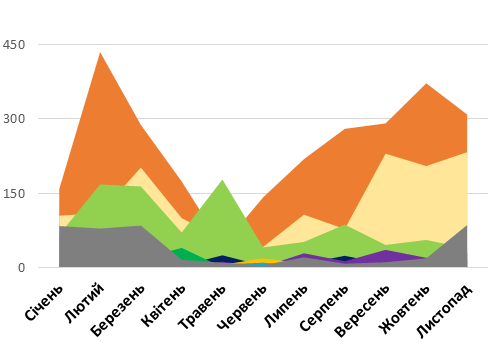 450
300
150
0
Січень
Лютий
Березень
Квітень
Травень
Червень
Липень
Серпень
Вересень
Жовтень
Листопад